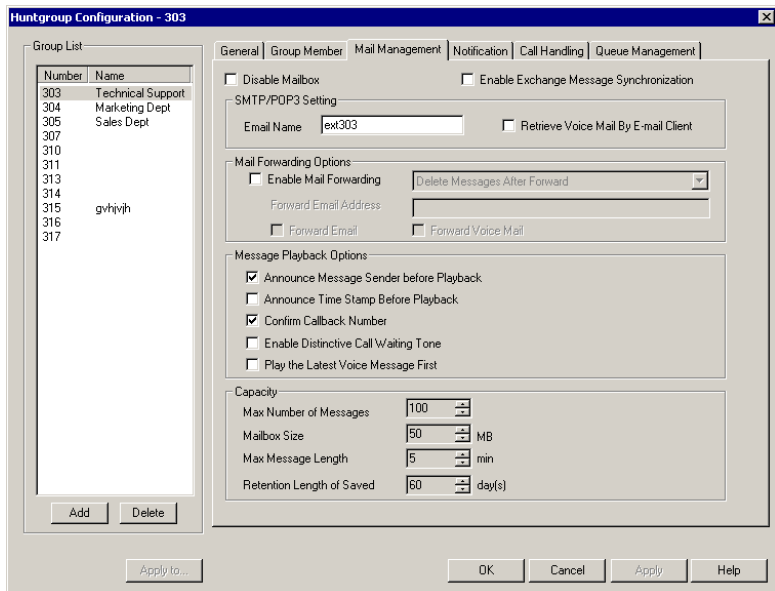 Huntgroup Configuration - 303
Group List
Number Name
303 Technical Support
304 Marketing Dept
305 Sales Dept
307
310
311
313
314
315 gvhjvjh
316
317
Add Delete
General Group Member Mail Management Notification Call Handling Queue Management
Disable Mailbox Enable Exchange Message Synchronization
SMTP/POP3 Setting
Email Name ext303 Retrieve Voice Mail By E-mail Client
Mail Forwarding Options
Enable Mail Forwarding Delete Messages After Forward
Forward Email Address
Forward Email Forward Voice Mail
Message Playback Options
Announce Message Sender before Playback
Announce Time Stamp Before Playback
Confirm Callback Number
Enable Distinctive Call Waiting Tone
Play the Latest Voice Message First
Capacity
Max Number of Messages 100
Mailbox Size 50 MB
Max Message Length 5 min
Retention Length of Saved 60 day(s)
Apply to... OK Cancel Apply Help